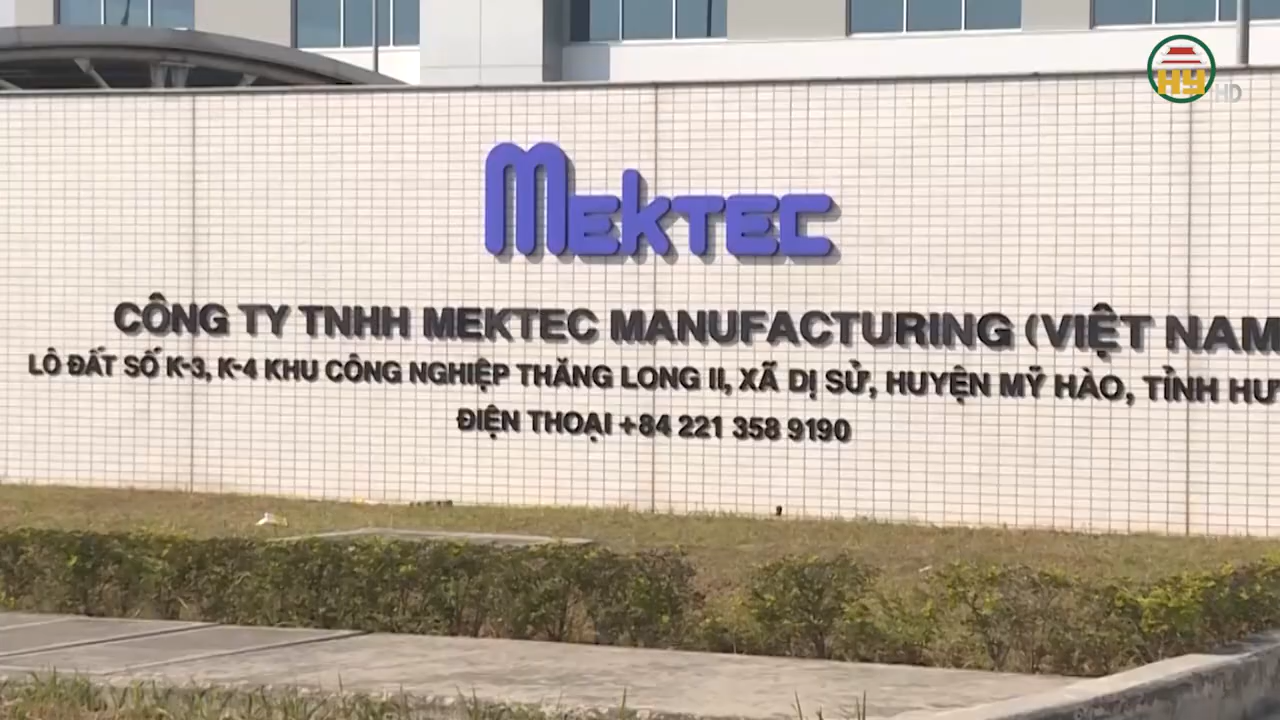 HY HD
MEKTEC
CÔNG TY TNHH MEKTEC MANUFACTURING (VIỆT NAM
LÔ ĐẤT SỐ K-3, K-4 KHU CÔNG NGHIỆP THĂNG LONG II, XÃ DỊ SỬ, HUYỆN MỸ HÀO, TỈNH HƯ
ĐIỆN THOẠI +84 221 358 9190